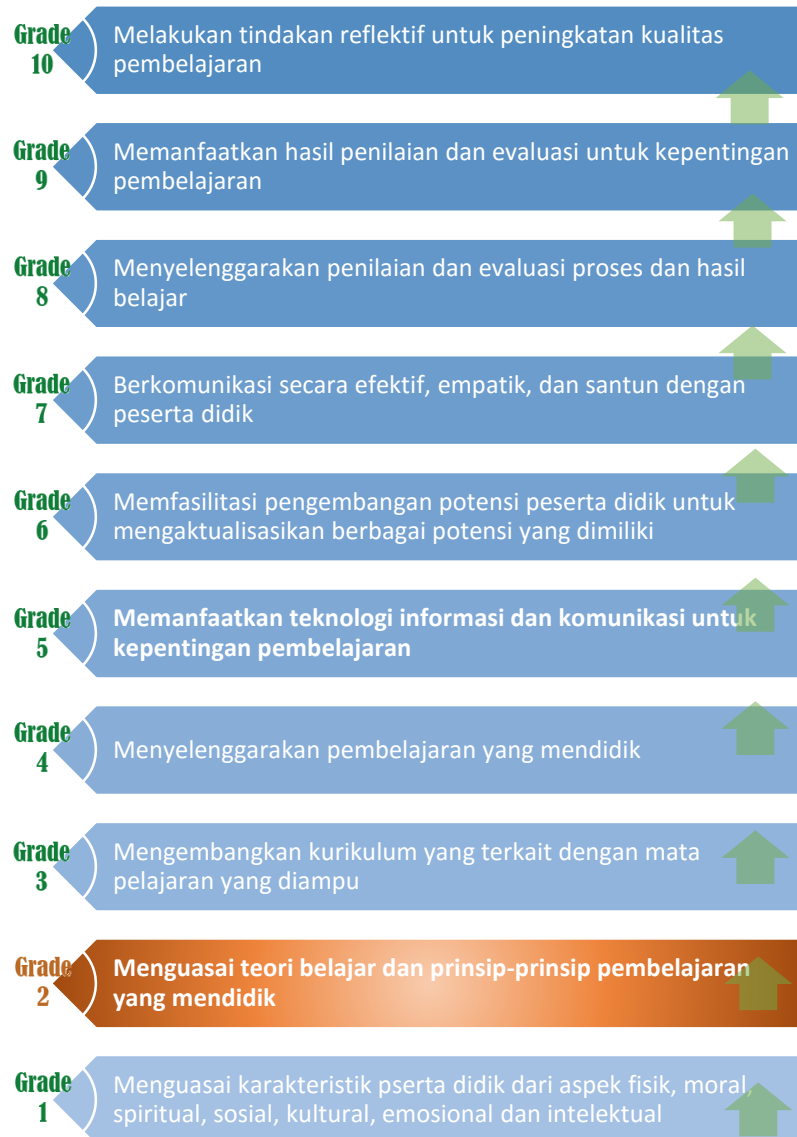 Grade
10
Melakukan tindakan reflektif untuk peningkatan kualitas
pembelajaran
Grade
9
Memanfaatkan hasil penilaian dan evaluasi untuk kepentingan
pembelajaran
Grade
8
Menyelenggarakan penilaian dan evaluasi proses dan hasil
belajar
Grade
7
Berkomunikasi secara efektif, empatik, dan santun dengan
peserta didik
Grade
6
Memfasilitasi pengembangan potensi peserta didik untuk
mengaktualisasikan berbagai potensi yang dimiliki
Grade
5
Memanfaatkan teknologi informasi dan komunikasi untuk
kepentingan pembelajaran
Grade
4
Menyelenggarakan pembelajaran yang mendidik
Grade
3
Mengembangkan kurikulum yang terkait dengan mata
pelajaran yang diampu
Grade
2
Menguasai teori belajar dan prinsip-prinsip pembelajaran
yang mendidik
Grade
1
Menguasai karakteristik pserta didik dari aspek fisik, moral,
spiritual, sosial, kultural, emosional dan intelektual